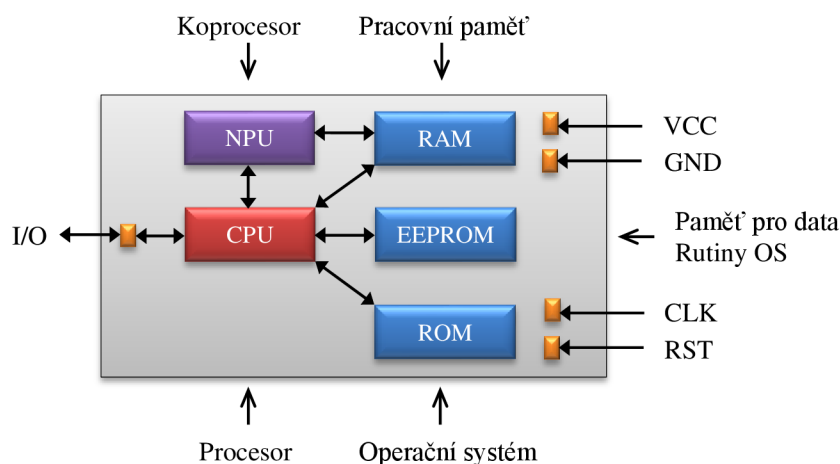 Koprocesor
Pracovní paměť
NPU
RAM
VCC
GND
I/O
CPU
EEPROM
Paměť pro data
Rutiny OS
ROM
CLK
RST
Procesor
Operační systém